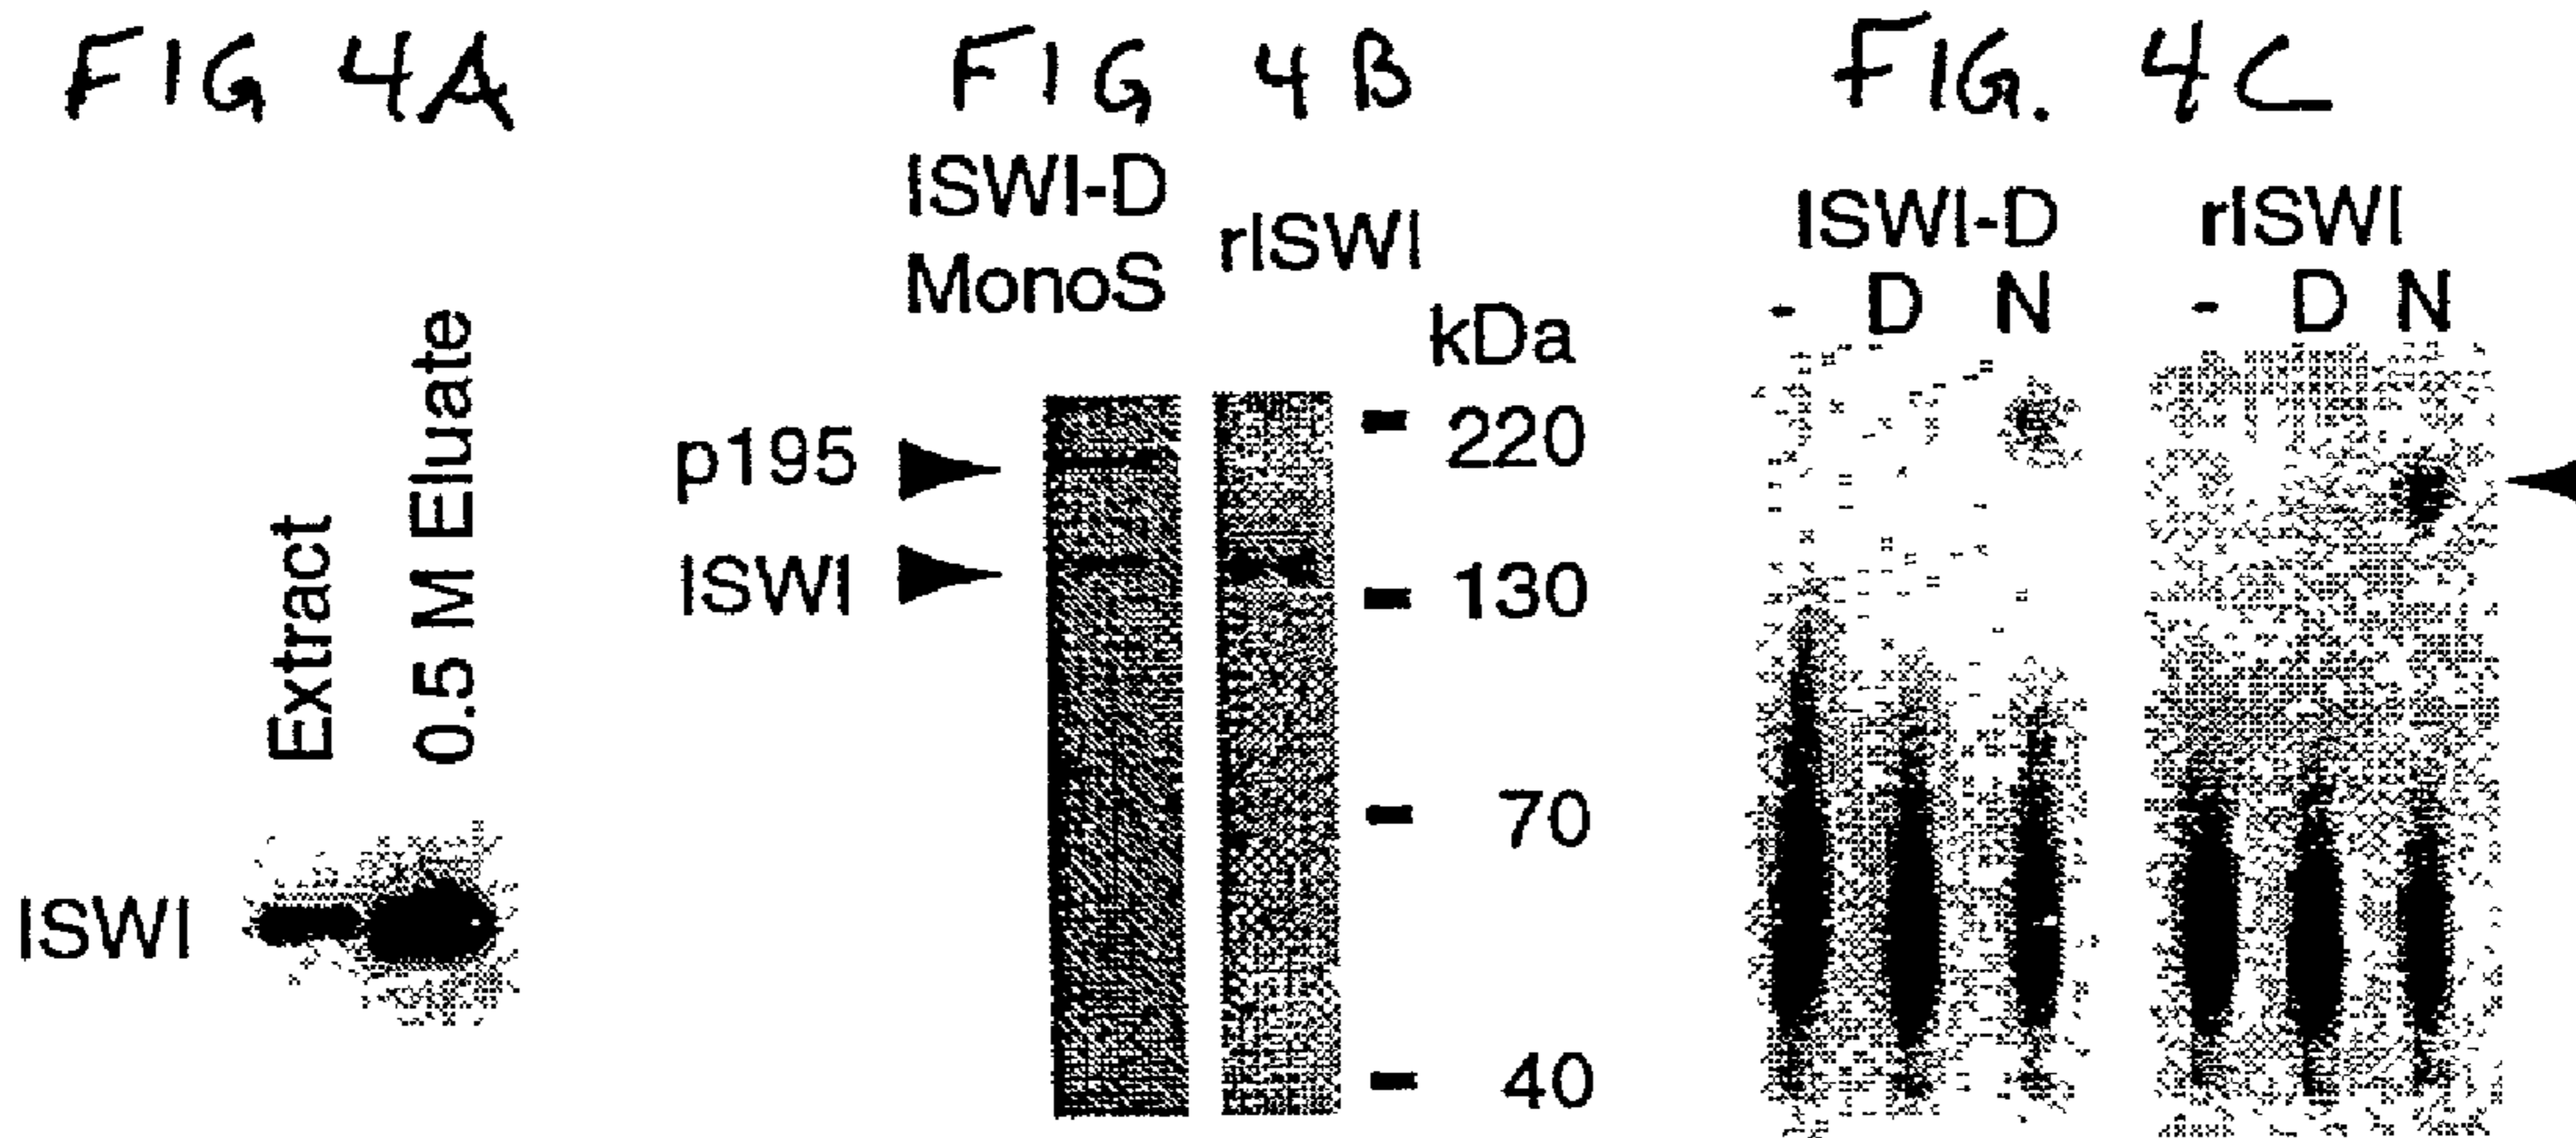 FIG 4A
Extract
0.5 M Eluate
ISWI
FIG 4B
ISWI-D
MonoS
rISWI
kDa
p195
ISWI
220
130
70
40
FIG. 4C
ISWI-D
- D N
rISWI
- D N